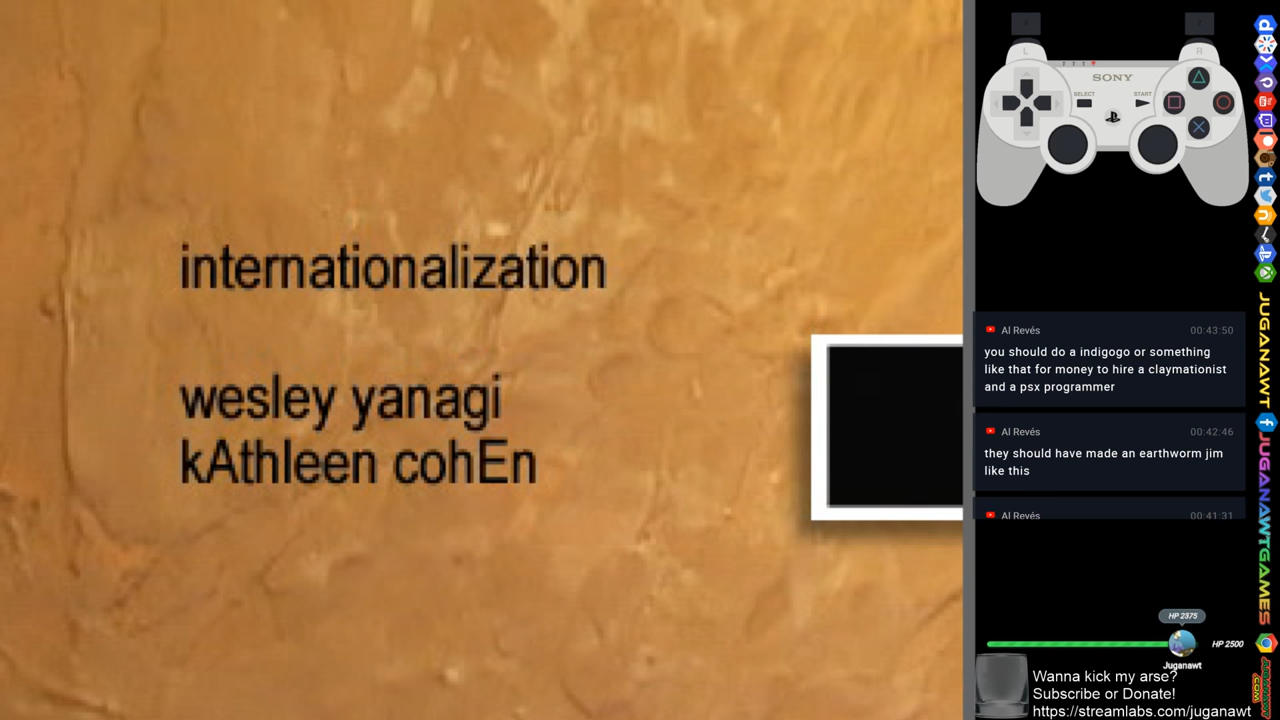 internationalization
wesley yanagi
kAthleen cohEn
L
R
SONY
SELECT
START
Al Revés
00:43:50
you should do a indigogo or something
like that for money to hire a claymationist
and a psx programmer
Al Revés
00:42:46
they should have made an earthworm jim
like this
Al Revés
00:41:31
HP 2375
HP 2500
Juganawt
Wanna kick my arse?
Subscribe or Donate!
https://streamlabs.com/juganawt
JUGANAWT
JUGANAWTGAMES
JUGANAWT
.COM